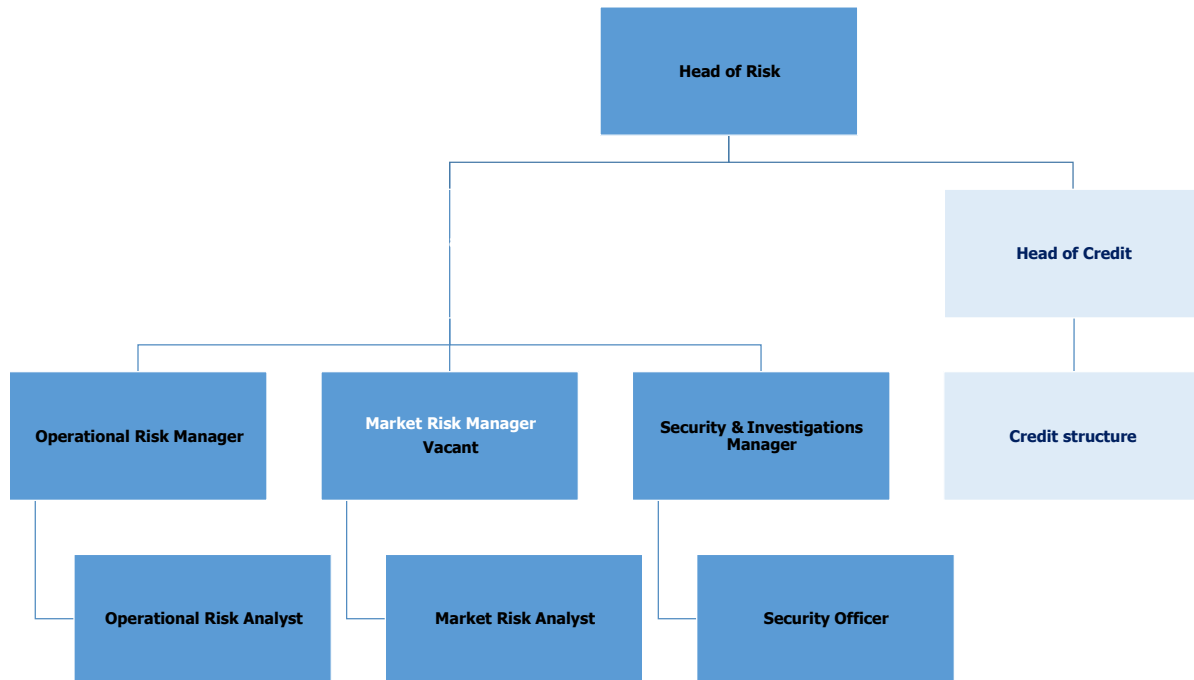 Head of Risk
Head of Credit
Operational Risk Manager
Market Risk Manager
Vacant
Security & Investigations
Manager
Credit structure
Operational Risk Analyst
Market Risk Analyst
Security Officer